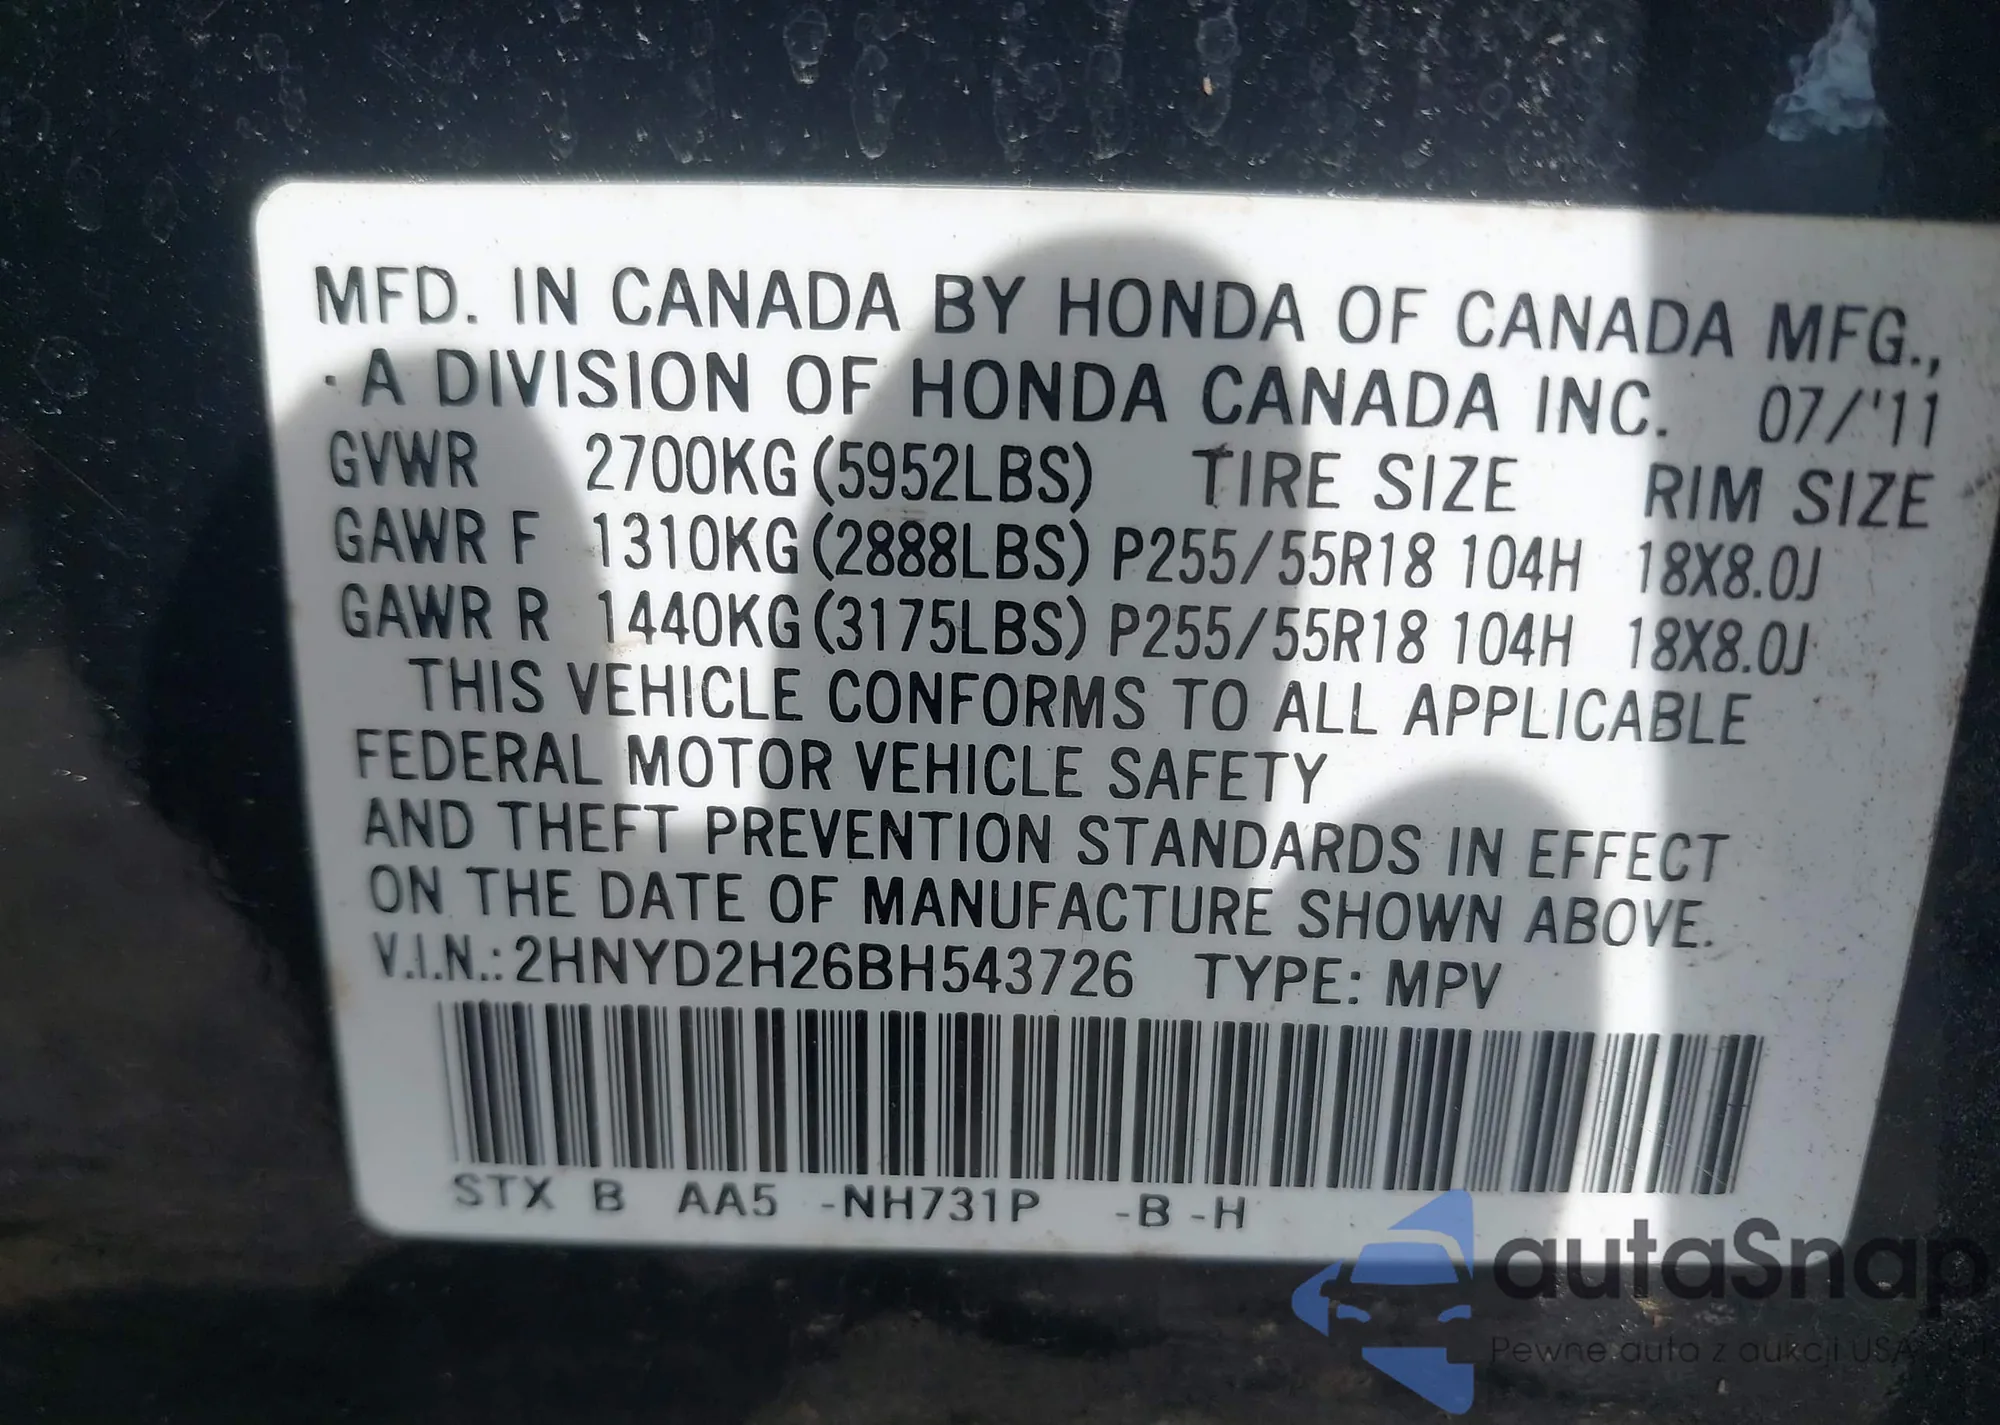 MFD. IN CANADA BY HONDA OF CANADA MFG.,
A DIVISION OF HONDA CANADA INC. 07/'11
GVWR 2700KG (5952LBS) TIRE SIZE RIM SIZE
GAWR F 1310KG (2888LBS) P255/55R18 104H 18X8.0J
GAWR R 1440KG (3175LBS) P255/55R18 104H 18X8.0J
THIS VEHICLE CONFORMS TO ALL APPLICABLE
FEDERAL MOTOR VEHICLE SAFETY
AND THEFT PREVENTION STANDARDS IN EFFECT
ON THE DATE OF MANUFACTURE SHOWN ABOVE.
V.I.N.: 2HNYD2H26BH543726 TYPE: MPV
STX B AA5 -NH731P -B -H
autaSnap
Pewne auta z aukcji USA